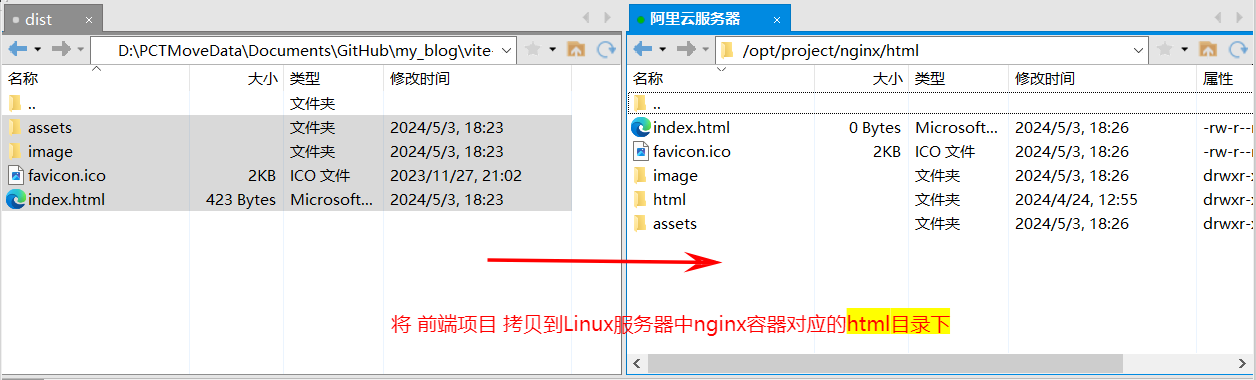 dist ×
D:\PCTMoveData\Documents\GitHub\my_blog\vite-
名称 大小 类型 修改时间
.. 文件夹
assets 文件夹 2024/5/3, 18:23
image 文件夹 2024/5/3, 18:23
favicon.ico 2KB ICO 文件 2023/11/27, 21:02
index.html 423 Bytes Microsoft... 2024/5/3, 18:23
阿里云服务器 ×
/opt/project/nginx/html
名称 大小 类型 修改时间 属性
..
index.html 0 Bytes Microsoft... 2024/5/3, 18:26 -rw-r--r
favicon.ico 2KB ICO 文件 2024/5/3, 18:26 -rw-r--r
image 文件夹 2024/5/3, 18:26 drwxr-x
html 文件夹 2024/4/24, 12:55 drwxr-x
assets 文件夹 2024/5/3, 18:26 drwxr-x
将 前端项目 拷贝到Linux服务器中nginx容器对应的html目录下